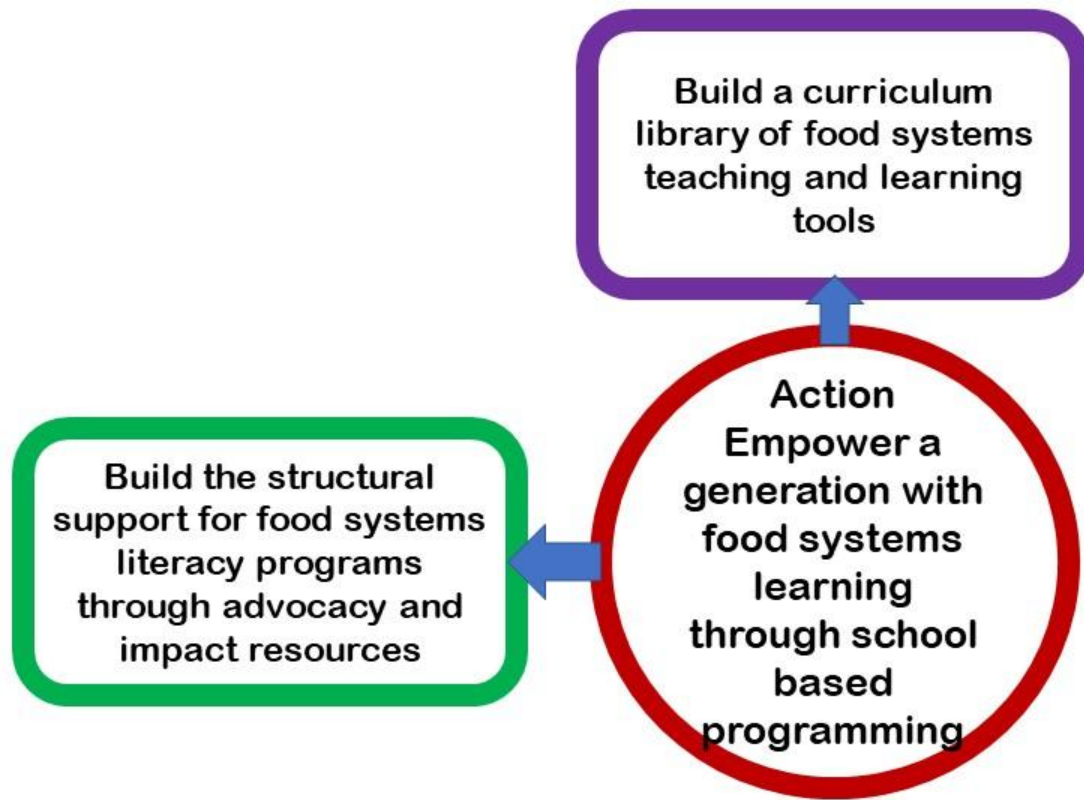 Build a curriculum
library of food systems
teaching and learning
tools
Action
Empower a
generation with
food systems
learning
through school
based
programming
Build the structural
support for food systems
literacy programs
through advocacy and
impact resources